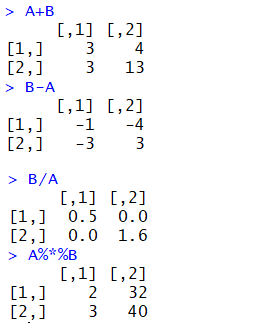 > A+B
     [,1] [,2]
[1,]    3    4
[2,]    3   13
> B-A
     [,1] [,2]
[1,]   -1   -4
[2,]   -3    3
> B/A
     [,1] [,2]
[1,]  0.5  0.0
[2,]  0.0  1.6
> A%*%B
     [,1] [,2]
[1,]    2   32
[2,]    3   40